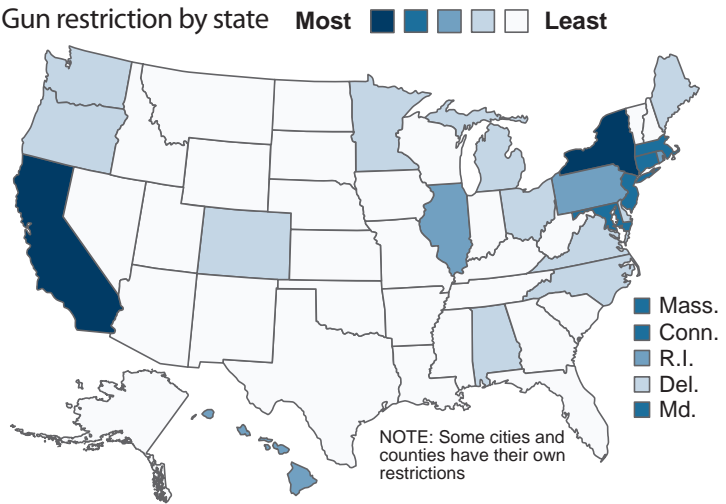 Gun restriction by state Most Least
Mass.
Conn.
R.I.
Del.
Md.
NOTE: Some cities and
counties have their own
restrictions